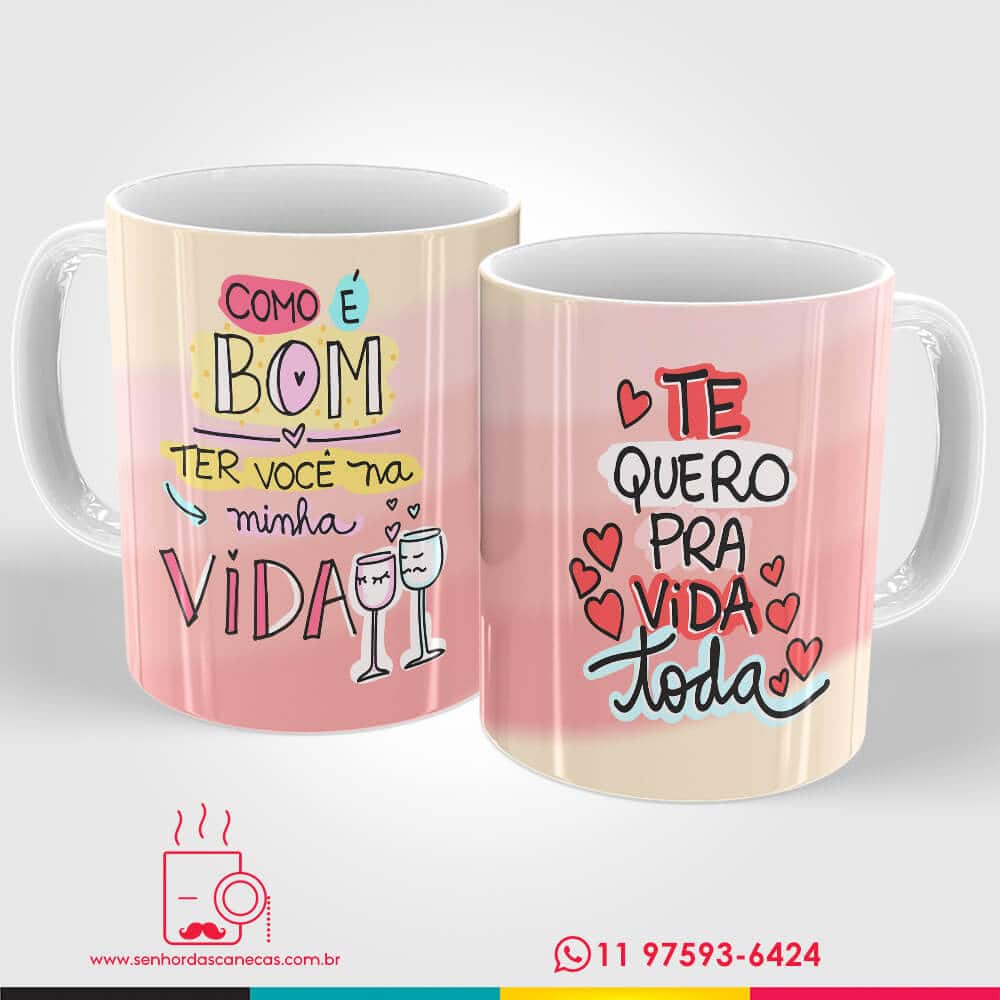 COMO É
BOM
TER VOCÊ na
minha
VIDA
TE
QUERO
PRA
ViDA
toda
www.senhordascanecas.com.br
11 97593-6424